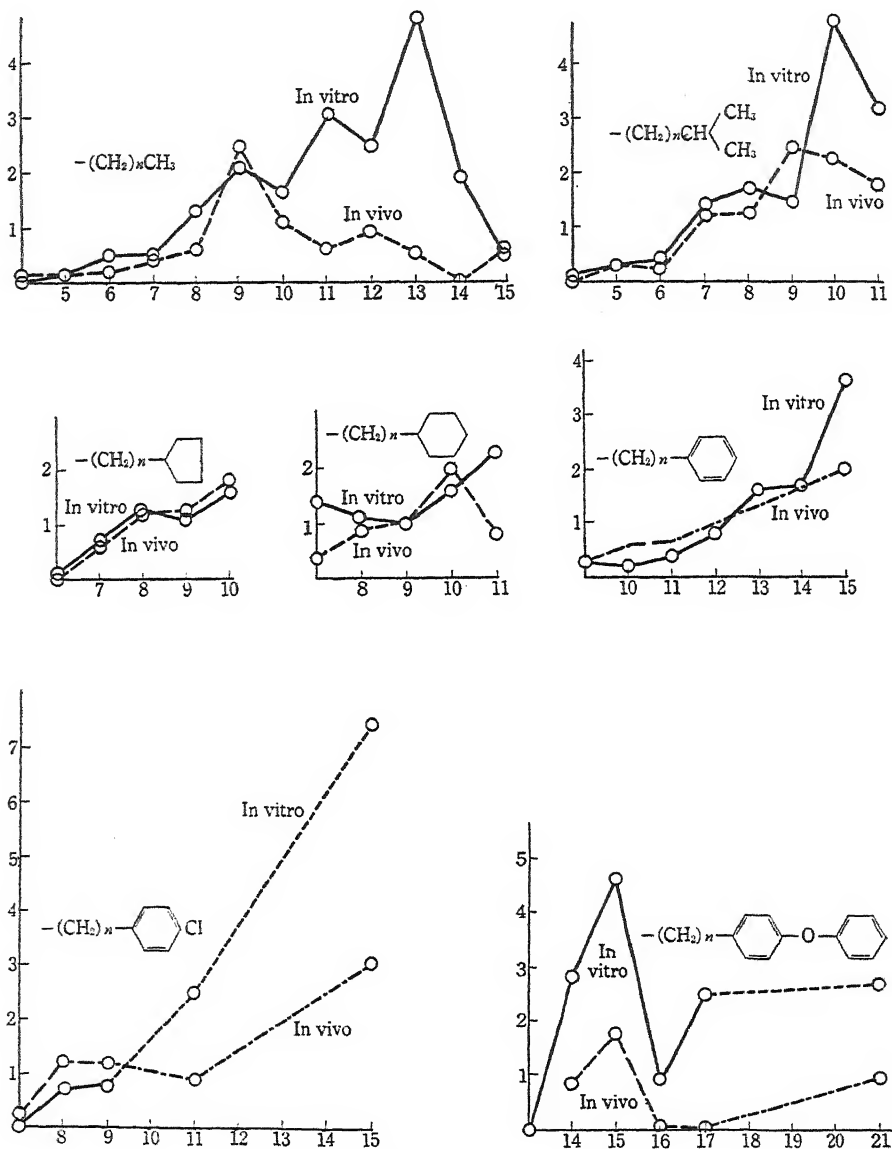 4
3
2
1
In vitro
-(CH₂)ₙCH₃
In vivo
5 6 7 8 9 10 11 12 13 14 15
4
3
2
1
In vitro
-(CH₂)ₙCH
CH₃
CH₃
In vivo
5 6 7 8 9 10 11
2
1
-(CH₂)ₙ-
In vitro
In vivo
7 8 9 10
2
1
-(CH₂)ₙ-
In vitro
In vivo
8 9 10 11
4
3
2
1
In vitro
-(CH₂)ₙ-
In vivo
10 11 12 13 14 15
7
6
5
4
3
2
1
In vitro
-(CH₂)ₙ- Cl
In vivo
8 9 10 11 12 13 14 15
5
4
3
2
1
-(CH₂)ₙ- -O-
In
vitro
In vivo
14 15 16 17 18 19 20 21